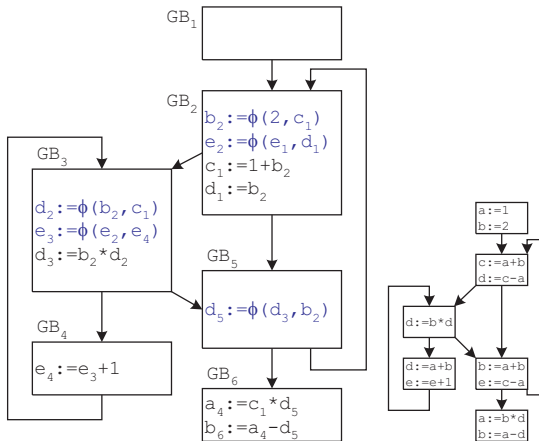 GB₁
GB₂
b₂:=ϕ(2,c₁)
e₂:=ϕ(e₁,d₁)
c₁:=1+b₂
d₁:=b₂
GB₃
d₂:=ϕ(b₂,c₁)
e₃:=ϕ(e₂,e₄)
d₃:=b₂*d₂
GB₅
d₅:=ϕ(d₃,b₂)
GB₄
e₄:=e₃+1
GB₆
a₄:=c₁*d₅
b₆:=a₄-d₅
a:=1
b:=2
c:=a+b
d:=c-a
d:=b*d
d:=a+b
e:=e+1
b:=a+b
e:=c-a
a:=b*d
b:=a-d